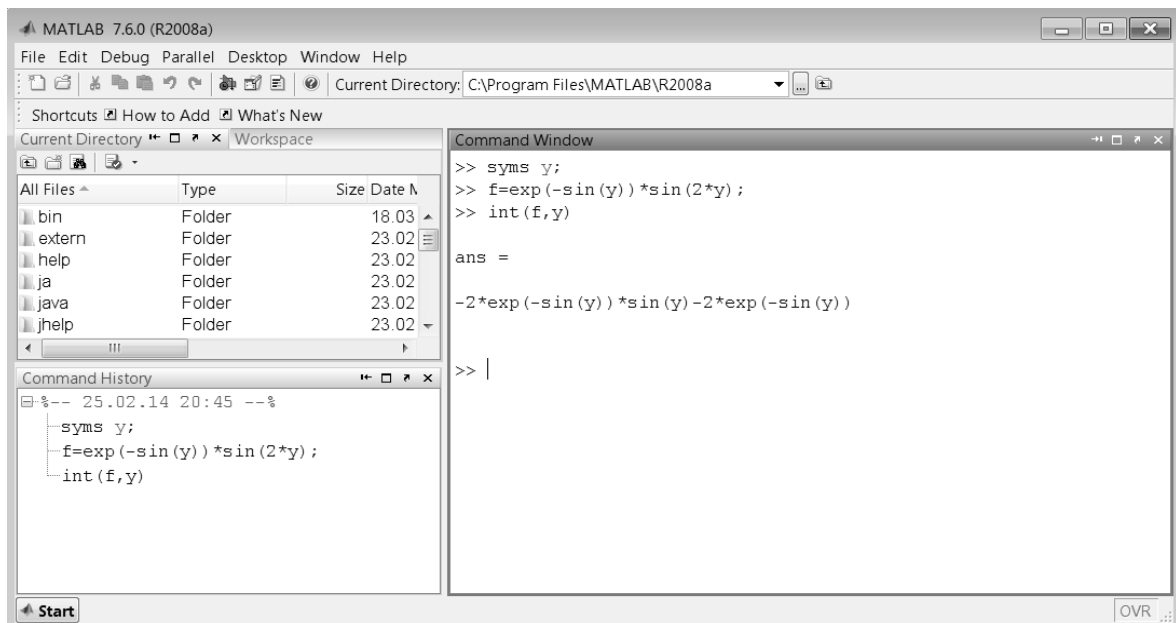 MATLAB 7.6.0 (R2008a)
File Edit Debug Parallel Desktop Window Help
Current Directory: C:\Program Files\MATLAB\R2008a
Shortcuts How to Add What's New
Current Directory Workspace
All Files Type Size Date M
bin Folder 18.03
extern Folder 23.02
help Folder 23.02
ja Folder 23.02
java Folder 23.02
jhelp Folder 23.02
Command History
%-- 25.02.14 20:45 --%
syms y;
f=exp(-sin(y))*sin(2*y);
int(f,y)
Command Window
>> syms y;
>> f=exp(-sin(y))*sin(2*y);
>> int(f,y)
ans =
-2*exp(-sin(y))*sin(y)-2*exp(-sin(y))
>>
Start
OVR